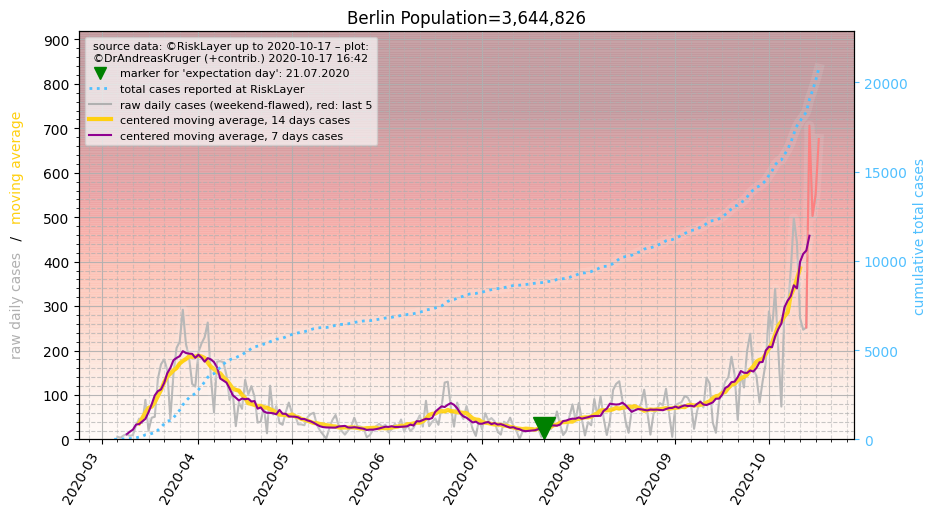 Berlin Population=3,644,826
source data: ©RiskLayer up to 2020-10-17 – plot:
©DrAndreasKruger (+contrib.) 2020-10-17 16:42
marker for 'expectation day': 21.07.2020
total cases reported at RiskLayer
raw daily cases (weekend-flawed), red: last 5
centered moving average, 14 days cases
centered moving average, 7 days cases
raw daily cases / moving average
900
800
700
600
500
400
300
200
100
0
20000
15000
10000
5000
0
cumulative total cases
2020-03
2020-04
2020-05
2020-06
2020-07
2020-08
2020-09
2020-10